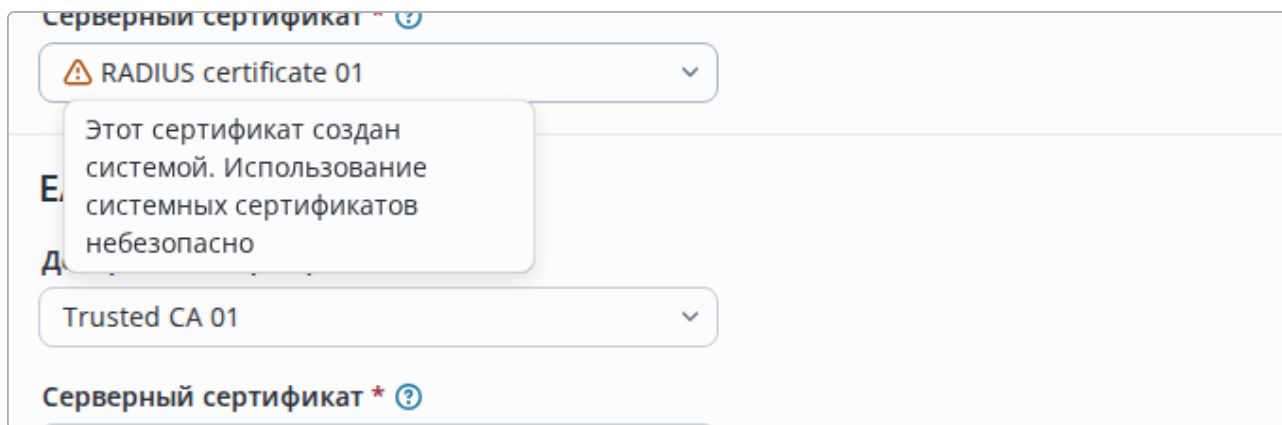 Серверный сертификат * ?
RADIUS certificate 01
Этот сертификат создан
системой. Использование
системных сертификатов
небезопасно
Trusted CA 01
Серверный сертификат * ?